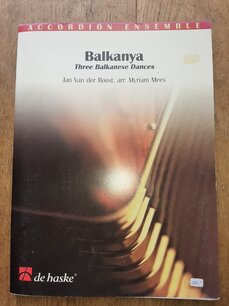 ACCORDION ENSEMBLE
Balkanya
Three Balkanese Dances
Jan Van der Roost, arr. Myriam Mees
de haske